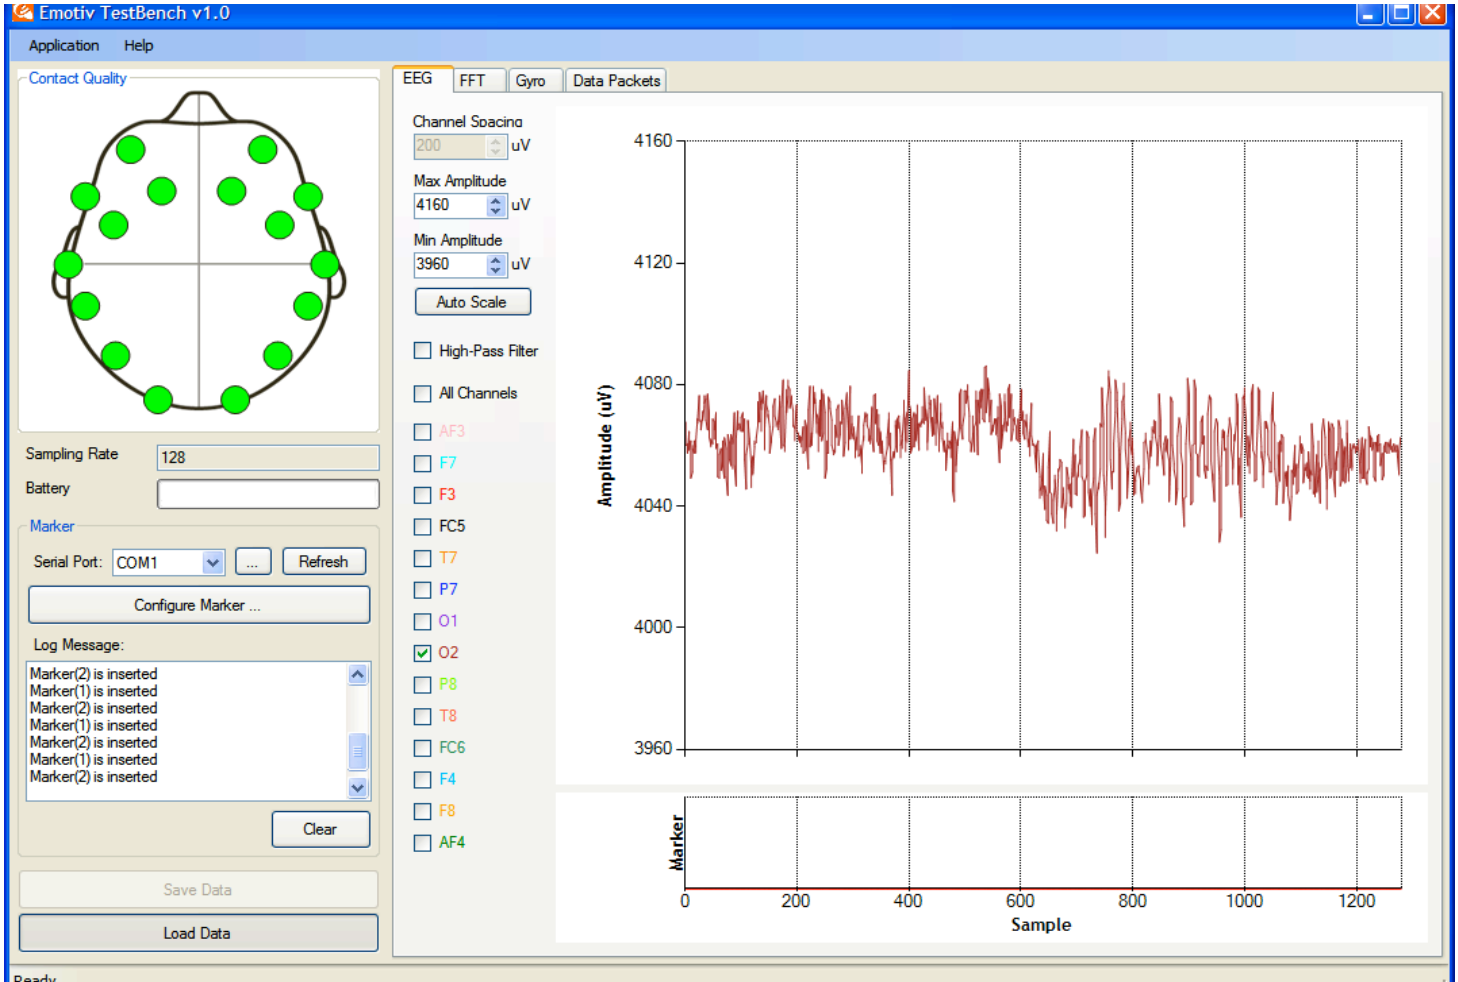 Emotiv TestBench v1.0
Application Help
Contact Quality
Sampling Rate 128
Battery
Marker
Serial Port: COM1 ... Refresh
Configure Marker ...
Log Message:
Marker(2) is inserted
Marker(1) is inserted
Marker(2) is inserted
Marker(1) is inserted
Marker(2) is inserted
Marker(1) is inserted
Marker(2) is inserted
Clear
Save Data
Load Data
EEG FFT Gyro Data Packets
Channel Spacing
200 uV
Max Amplitude
4160 uV
Min Amplitude
3960 uV
Auto Scale
High-Pass Filter
All Channels
AF3
F7
F3
FC5
T7
P7
O1
O2
P8
T8
FC6
F4
F8
AF4
Amplitude (uV)
4160
4120
4080
4040
4000
3960
Marker
0 200 400 600 800 1000 1200
Sample
Ready